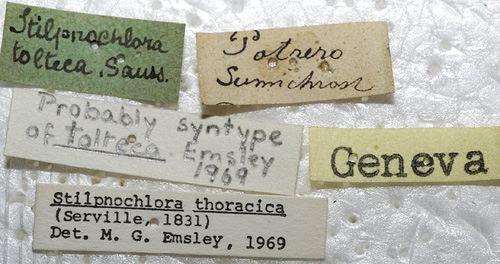 Stilpnochlora
tolteca, Sauss.
Potrero
Sumichrast
Probably syntype
of tolteca. Emsley
1969
Geneva
Stilpnochlora thoracica
(Serville, 1831)
Det. M. G. Emsley, 1969